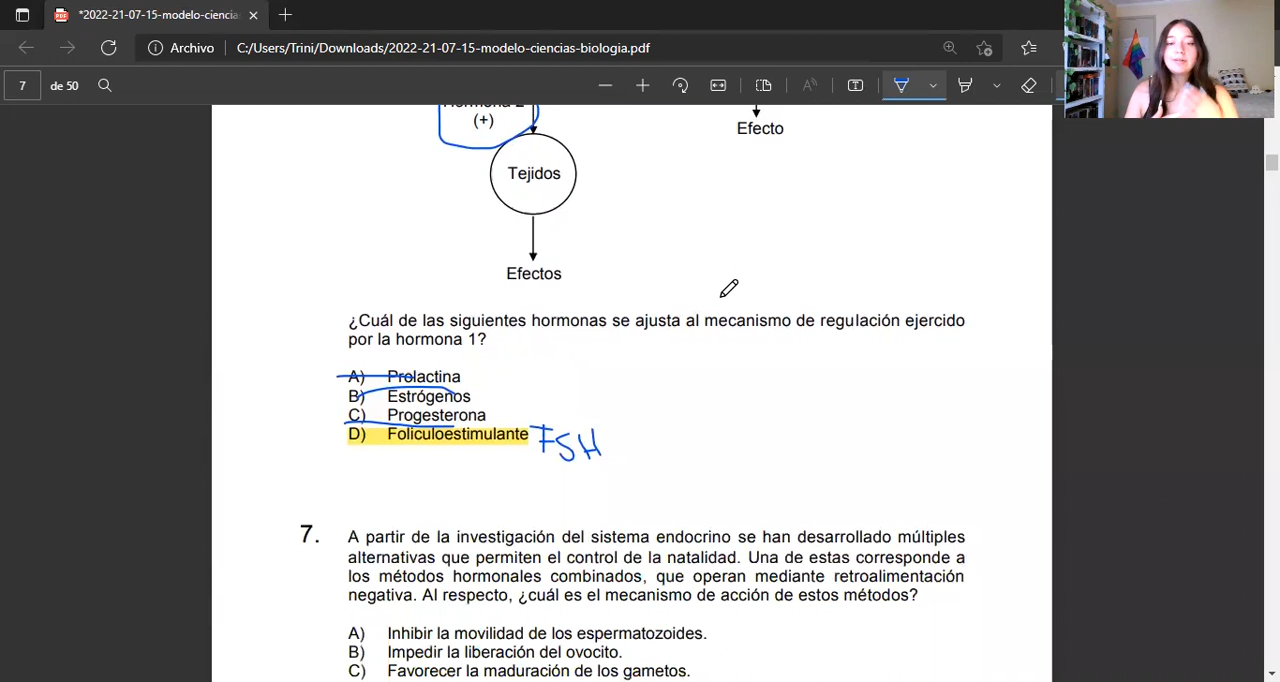 *2022-21-07-15-modelo-ciencias
Archivo
C:/Users/Trini/Downloads/2022-21-07-15-modelo-ciencias-biologia.pdf
7
de 50
Hormona 2
(+)
Efecto
Tejidos
Efectos
¿Cuál de las siguientes hormonas se ajusta al mecanismo de regulación ejercido
por la hormona 1?
A) Prolactina
B) Estrógenos
C) Progesterona
D) Foliculoestimulante FSH
7. A partir de la investigación del sistema endocrino se han desarrollado múltiples
alternativas que permiten el control de la natalidad. Una de estas corresponde a
los métodos hormonales combinados, que operan mediante retroalimentación
negativa. Al respecto, ¿cuál es el mecanismo de acción de estos métodos?
A) Inhibir la movilidad de los espermatozoides.
B) Impedir la liberación del ovocito.
C) Favorecer la maduración de los gametos.